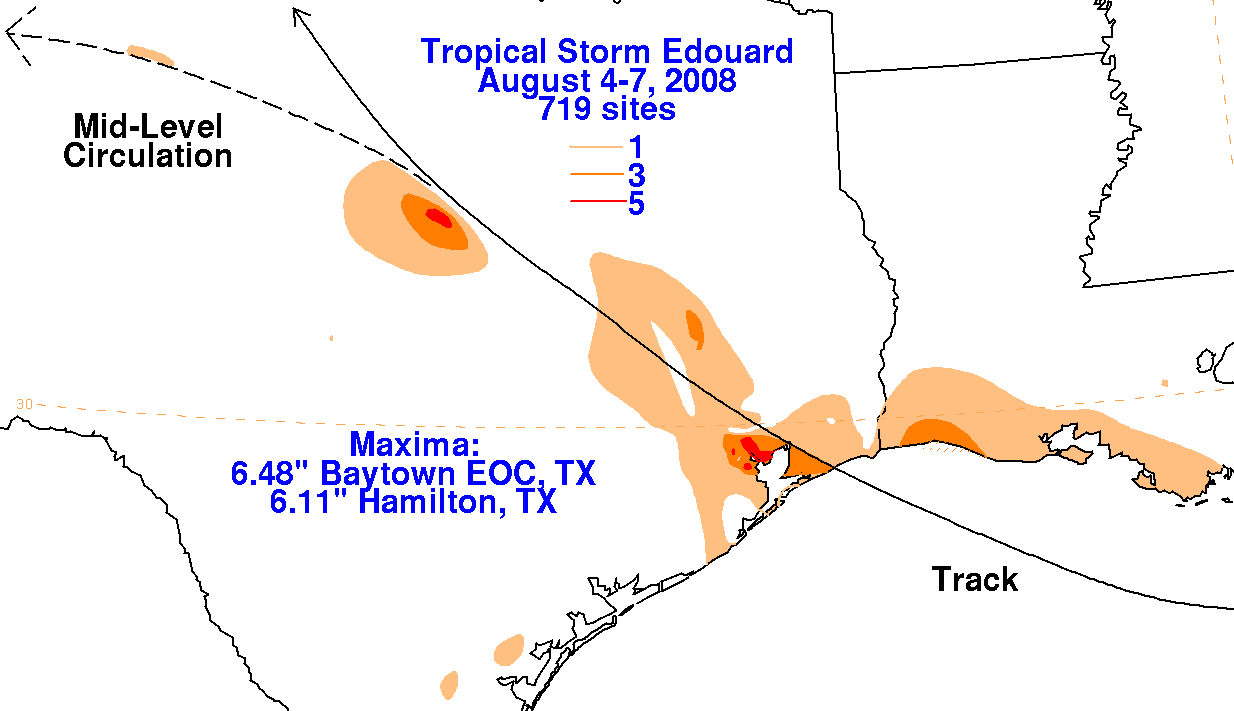 Tropical Storm Edouard
August 4-7, 2008
719 sites
1
3
5
Mid-Level
Circulation
30
Maxima:
6.48" Baytown EOC, TX
6.11" Hamilton, TX
Track